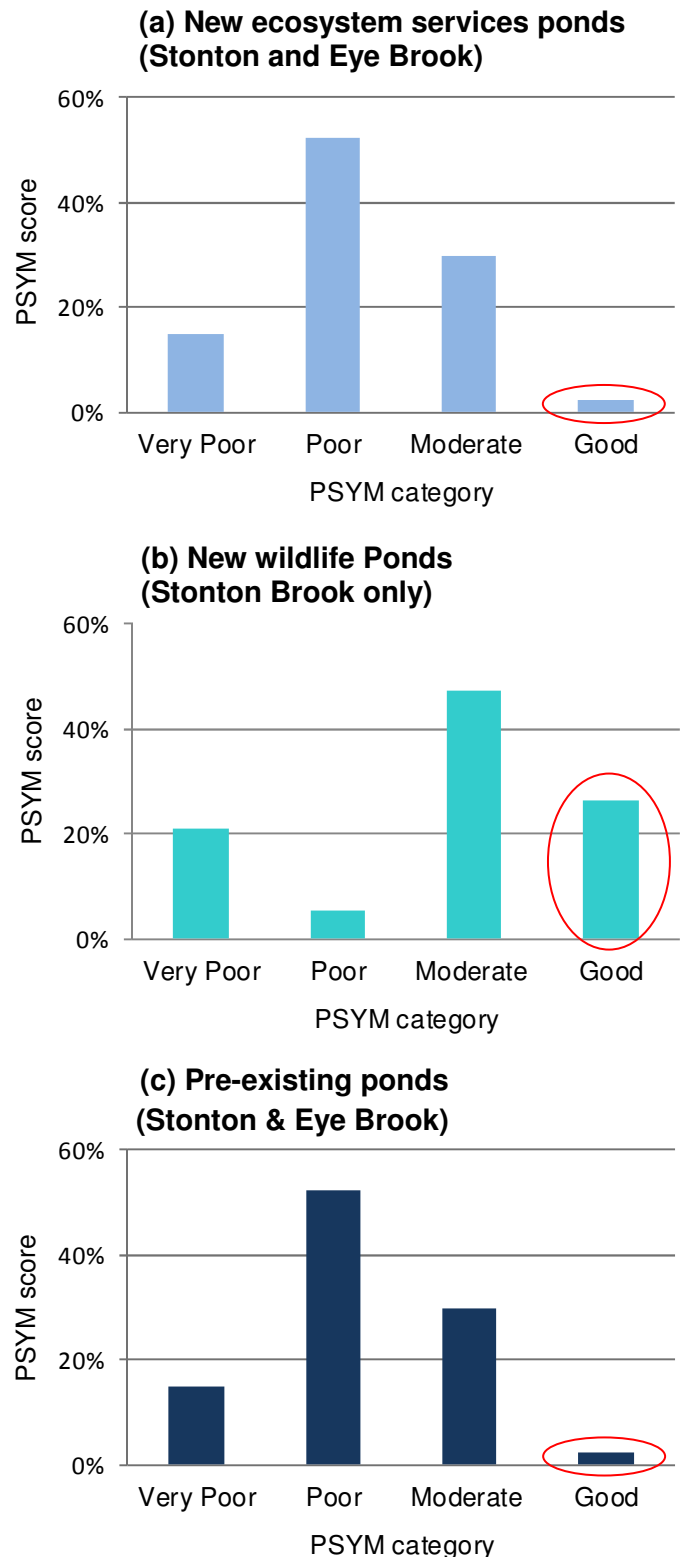 (a) New ecosystem services ponds
(Stonton and Eye Brook)
60%
40%
20%
0%
PSYM score
Very Poor Poor Moderate Good
PSYM category
(b) New wildlife Ponds
(Stonton Brook only)
60%
40%
20%
0%
PSYM score
Very Poor Poor Moderate Good
PSYM category
(c) Pre-existing ponds
(Stonton & Eye Brook)
60%
40%
20%
0%
PSYM score
Very Poor Poor Moderate Good
PSYM category